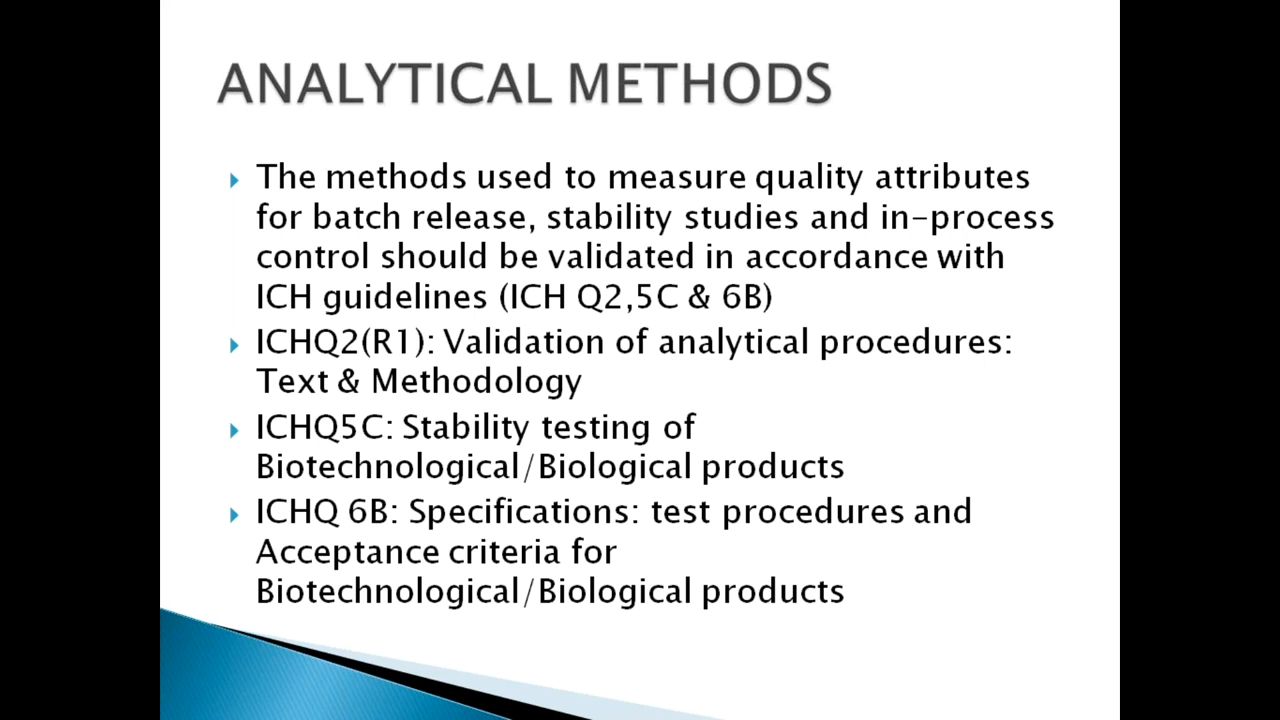 ANALYTICAL METHODS
The methods used to measure quality attributes
for batch release, stability studies and in-process
control should be validated in accordance with
ICH guidelines (ICH Q2,5C & 6B)
ICHQ2(R1): Validation of analytical procedures:
Text & Methodology
ICHQ5C: Stability testing of
Biotechnological/Biological products
ICHQ 6B: Specifications: test procedures and
Acceptance criteria for
Biotechnological/Biological products